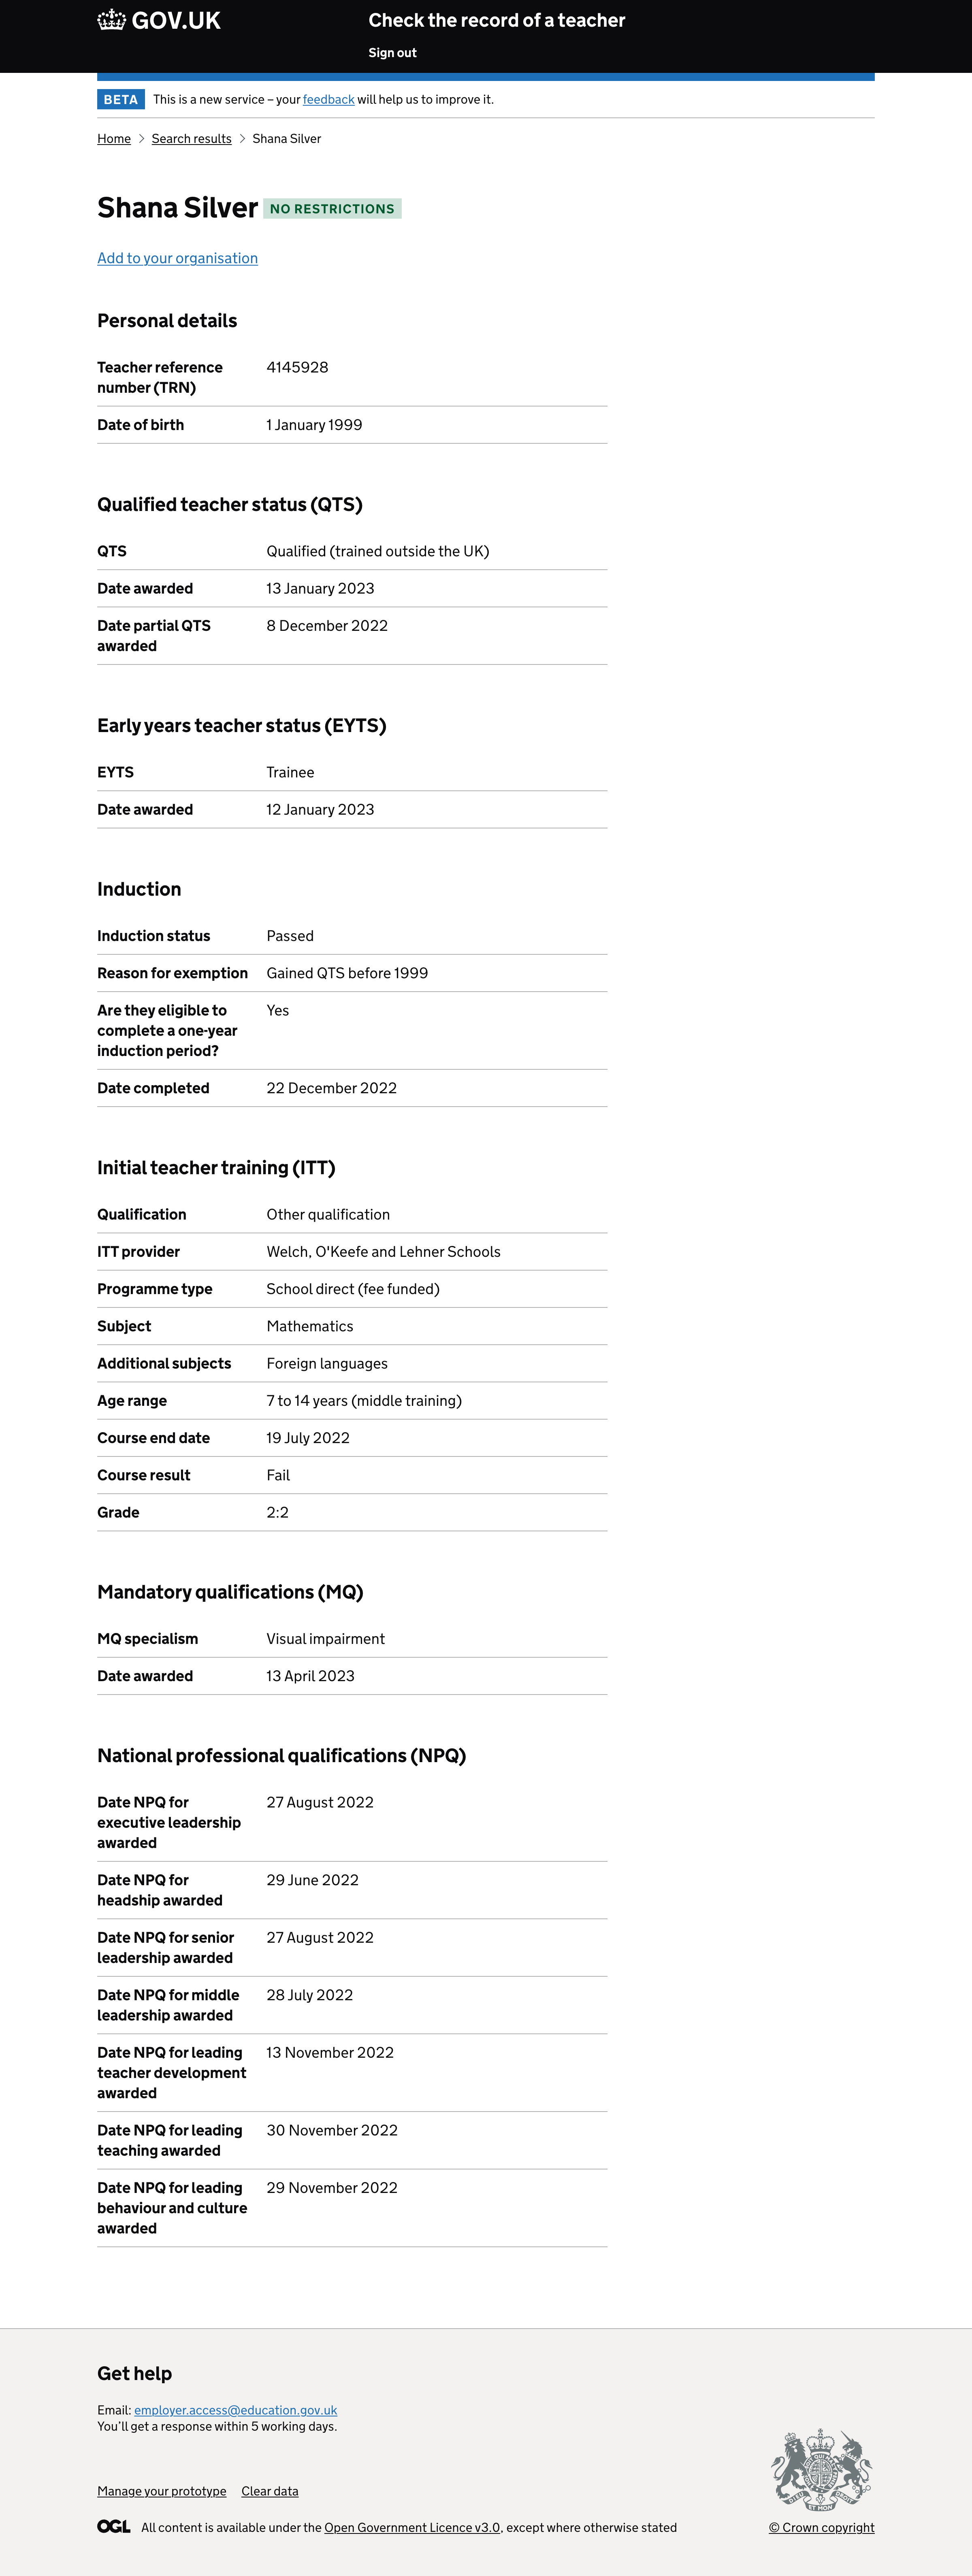 GOV.UK
Check the record of a teacher
Sign out
BETA This is a new service – your feedback will help us to improve it.
Home > Search results > Shana Silver
Shana Silver NO RESTRICTIONS
Add to your organisation
Personal details
Teacher reference number (TRN) 4145928
Date of birth 1 January 1999
Qualified teacher status (QTS)
QTS Qualified (trained outside the UK)
Date awarded 13 January 2023
Date partial QTS awarded 8 December 2022
Early years teacher status (EYTS)
EYTS Trainee
Date awarded 12 January 2023
Induction
Induction status Passed
Reason for exemption Gained QTS before 1999
Are they eligible to complete a one-year induction period? Yes
Date completed 22 December 2022
Initial teacher training (ITT)
Qualification Other qualification
ITT provider Welch, O'Keefe and Lehner Schools
Programme type School direct (fee funded)
Subject Mathematics
Additional subjects Foreign languages
Age range 7 to 14 years (middle training)
Course end date 19 July 2022
Course result Fail
Grade 2:2
Mandatory qualifications (MQ)
MQ specialism Visual impairment
Date awarded 13 April 2023
National professional qualifications (NPQ)
Date NPQ for executive leadership awarded 27 August 2022
Date NPQ for headship awarded 29 June 2022
Date NPQ for senior leadership awarded 27 August 2022
Date NPQ for middle leadership awarded 28 July 2022
Date NPQ for leading teacher development awarded 13 November 2022
Date NPQ for leading teaching awarded 30 November 2022
Date NPQ for leading behaviour and culture awarded 29 November 2022
Get help
Email: employer.access@education.gov.uk
You'll get a response within 5 working days.
Manage your prototype Clear data
OGL All content is available under the Open Government Licence v3.0, except where otherwise stated
© Crown copyright